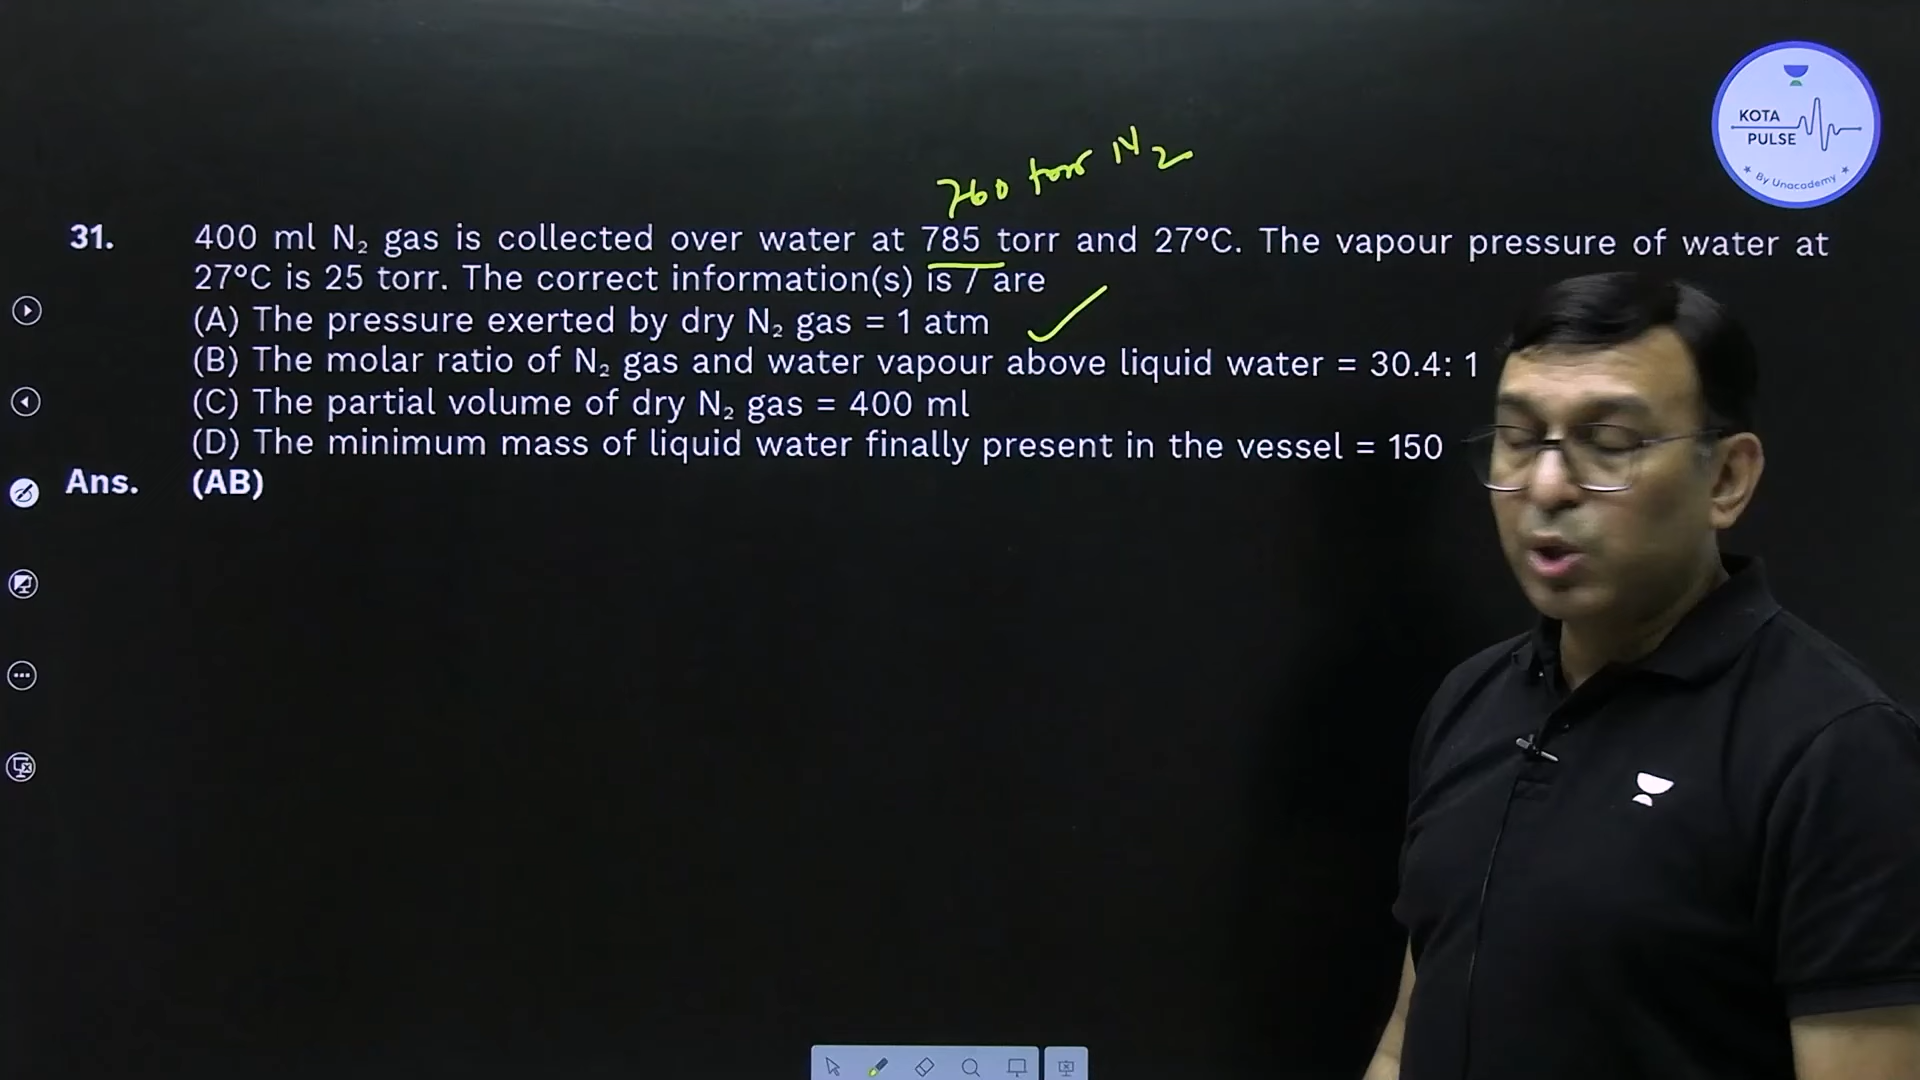 KOTA
PULSE
By Unacademy
760 torr N₂
31. 400 ml N₂ gas is collected over water at 785 torr and 27°C. The vapour pressure of water at
27°C is 25 torr. The correct information(s) is / are
(A) The pressure exerted by dry N₂ gas = 1 atm
(B) The molar ratio of N₂ gas and water vapour above liquid water = 30.4: 1
(C) The partial volume of dry N₂ gas = 400 ml
(D) The minimum mass of liquid water finally present in the vessel = 150
Ans. (AB)